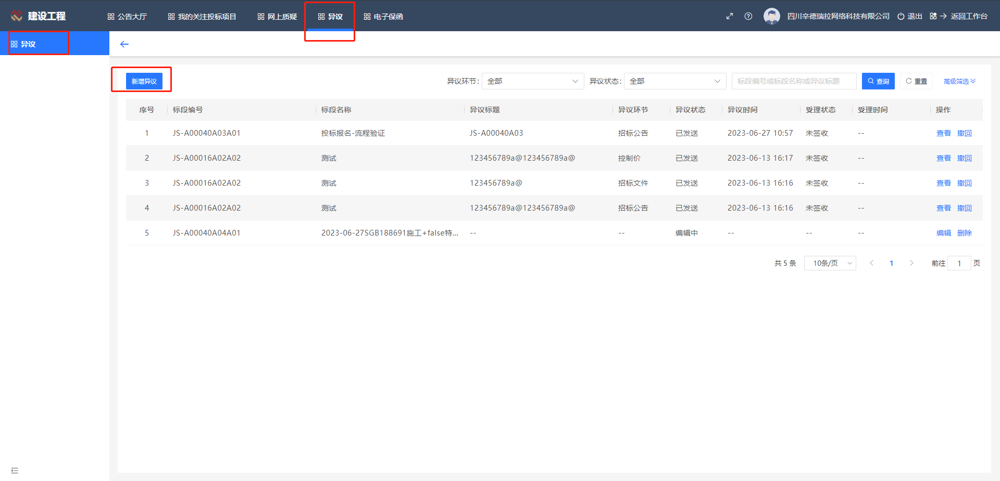 建设工程 公告大厅 我的关注投标项目 网上质疑 异议 电子保函 四川辛德瑞拉网络科技有限公司 退出 返回工作台
异议
新增异议 异议环节: 全部 异议状态: 全部 标段编号或标段名称或异议标题 查询 重置 高级筛选
序号 标段编号 标段名称 异议标题 异议环节 异议状态 异议时间 受理状态 受理时间 操作
1 JS-A00040A03A01 投标报名-流程验证 JS-A00040A03 招标公告 已发送 2023-06-27 10:57 未签收 -- 查看 撤回
2 JS-A00016A02A02 测试 123456789a@123456789a@ 控制价 已发送 2023-06-13 16:17 未签收 -- 查看 撤回
3 JS-A00016A02A02 测试 123456789a@ 招标文件 已发送 2023-06-13 16:16 未签收 -- 查看 撤回
4 JS-A00016A02A02 测试 123456789a@123456789a@ 招标公告 已发送 2023-06-13 16:16 未签收 -- 查看 撤回
5 JS-A00040A04A01 2023-06-27SGB188691施工+false特... -- -- 编辑中 -- -- -- 编辑 删除
共 5 条 10条/页 1 前往 1 页